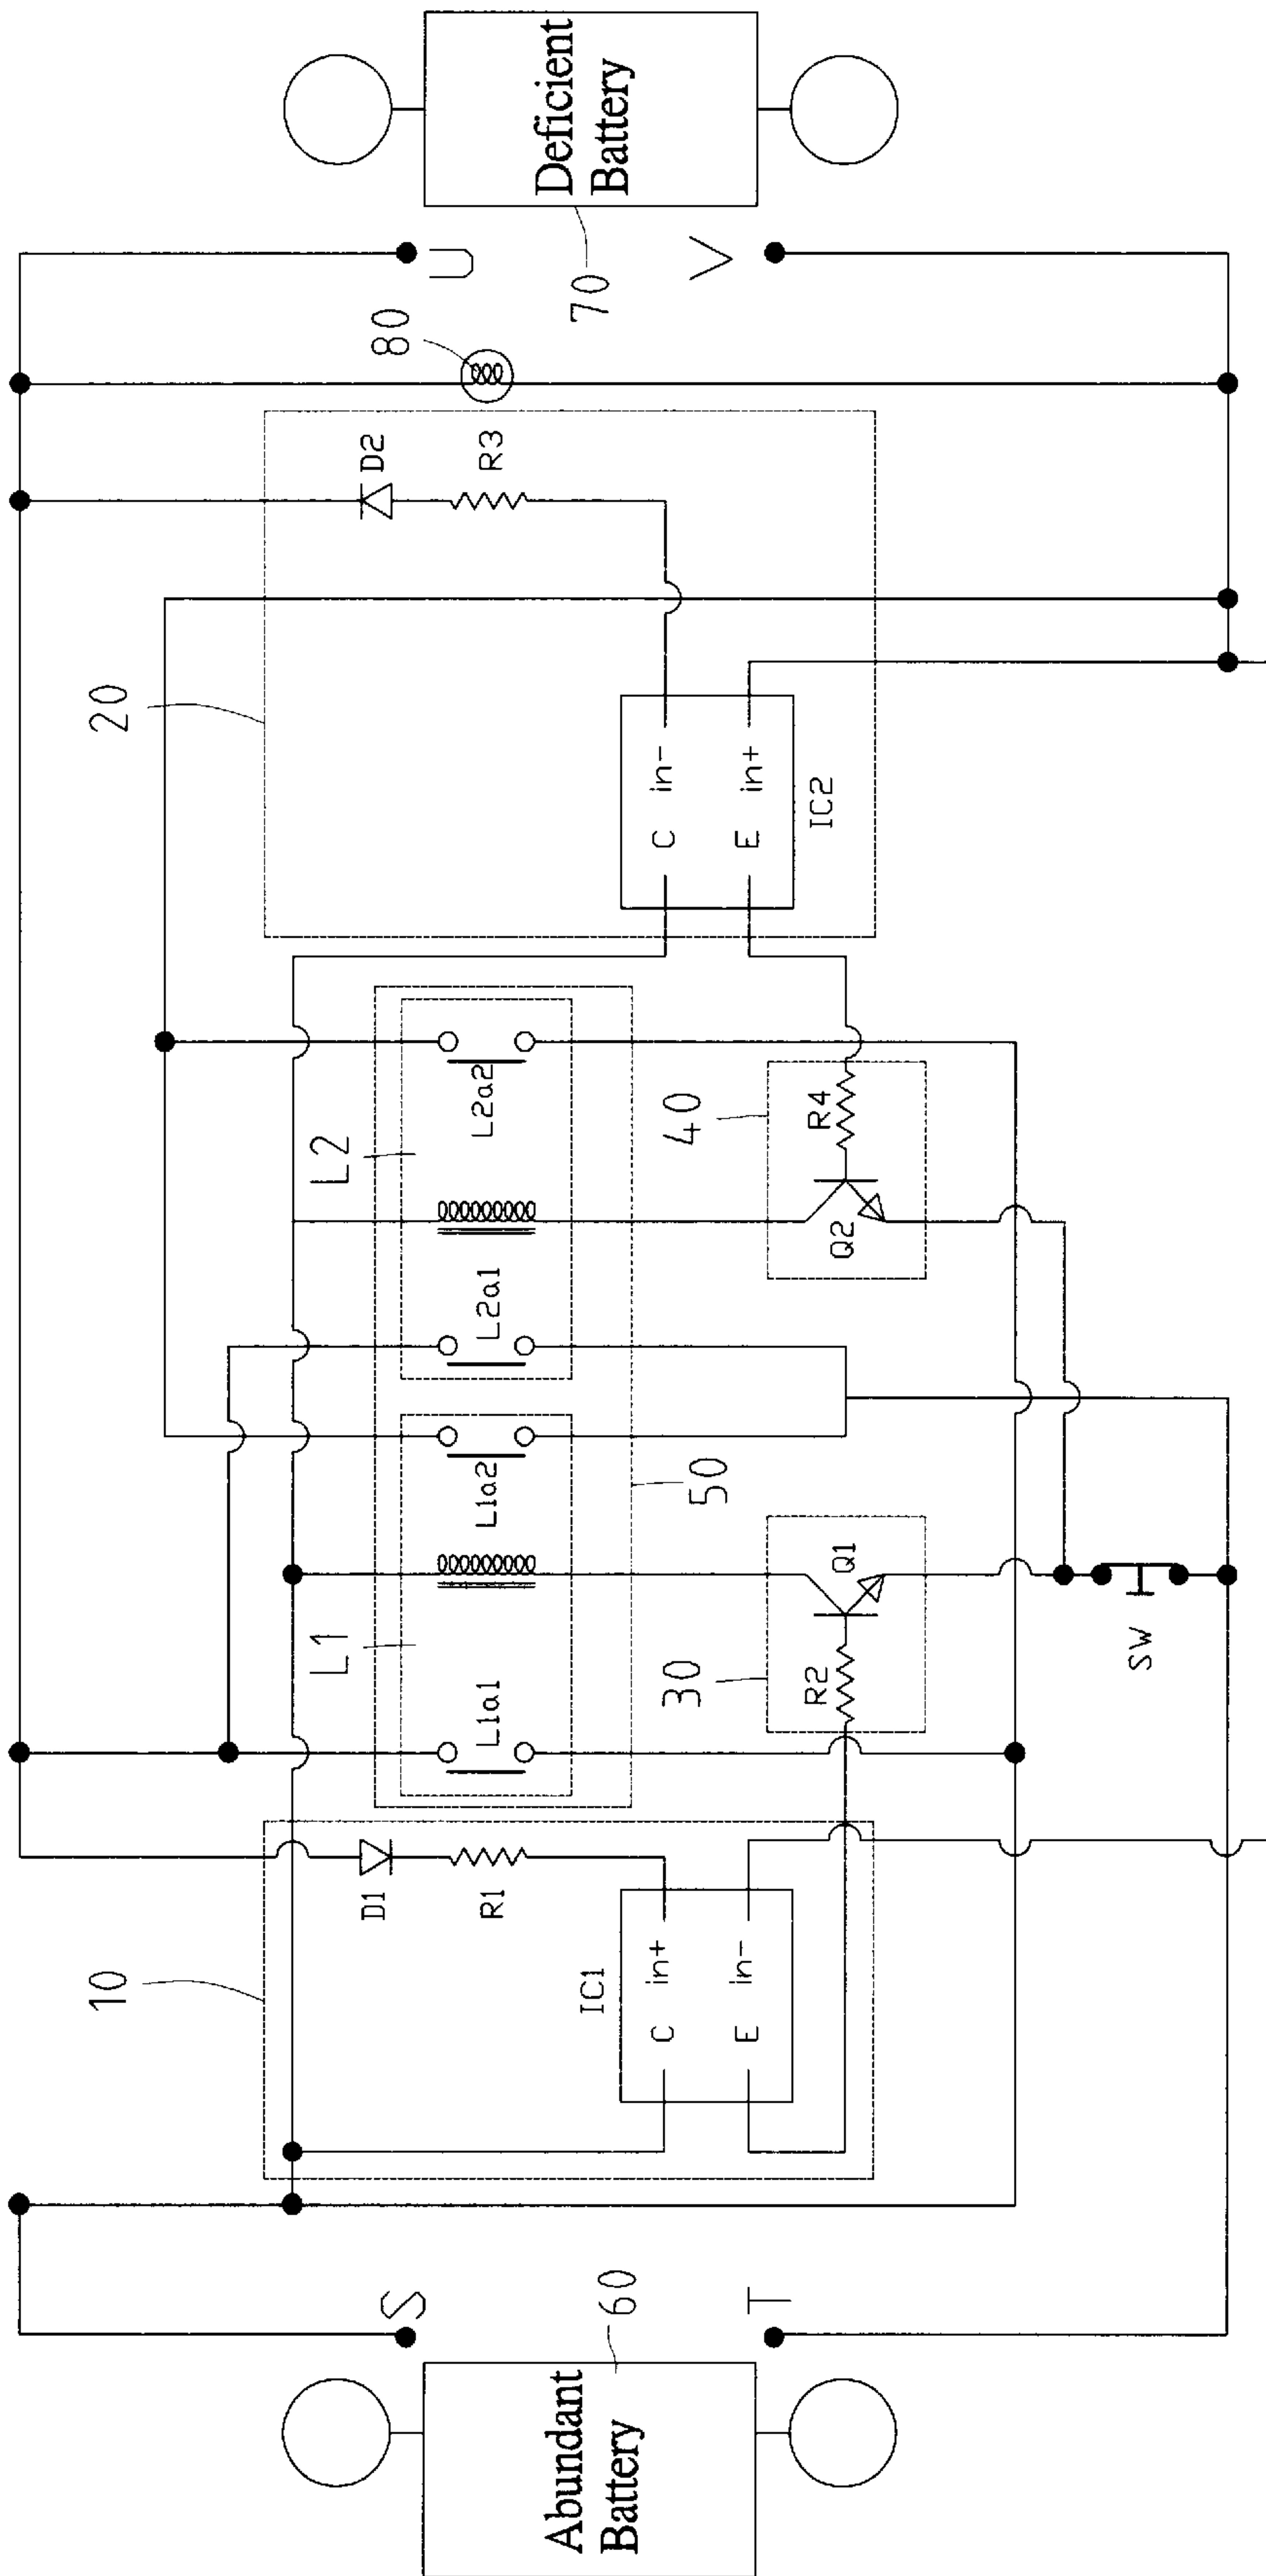 Deficient
Battery
70
U
V
80
D2
R3
20
C
in-
E
in+
IC2
L2
L2a2
L2a1
40
R4
Q2
50
L1
L1a2
L1a1
30
R2
Q1
SW
10
D1
R1
IC1
C
in+
E
in-
S
T
60
Abundant
Battery